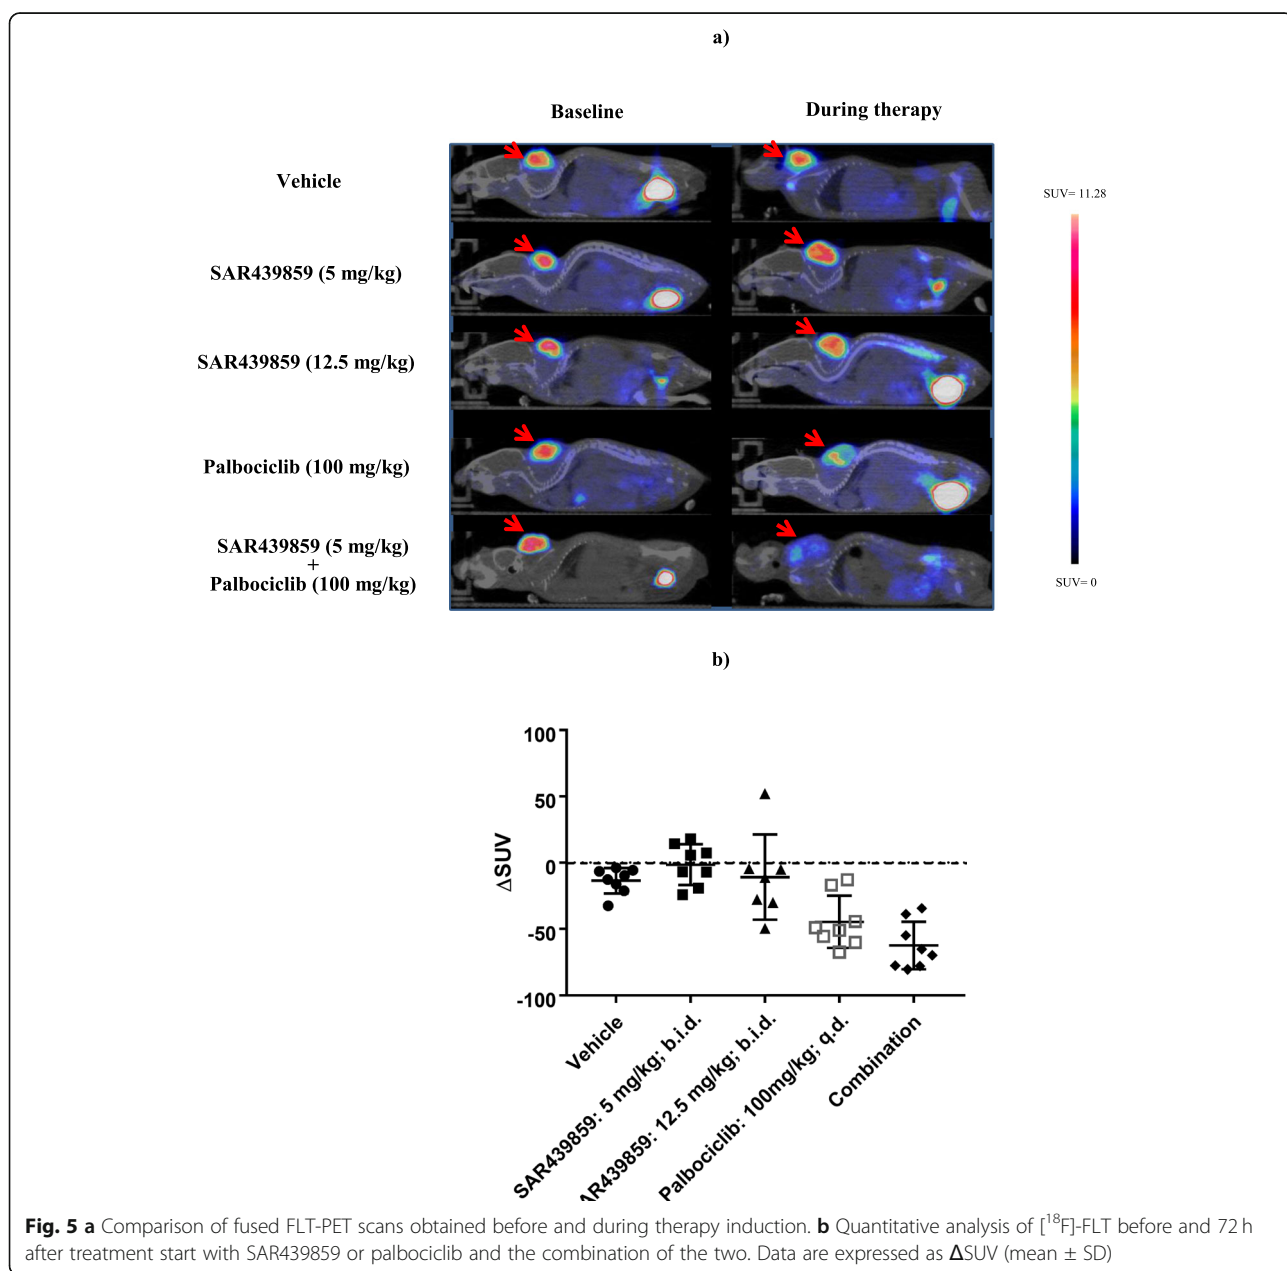 a)
Baseline
During therapy
Vehicle
SUV= 11.28
SAR439859 (5 mg/kg)
SAR439859 (12.5 mg/kg)
Palbociclib (100 mg/kg)
SAR439859 (5 mg/kg)
+
Palbociclib (100 mg/kg)
SUV= 0
b)
100
50
0
-50
-100
ΔSUV
Vehicle
SAR439859: 5 mg/kg; b.i.d.
AR439859: 12.5 mg/kg; b.i.d.
Palbociclib: 100mg/kg; q.d.
Combination
Fig. 5 a Comparison of fused FLT-PET scans obtained before and during therapy induction. b Quantitative analysis of [¹⁸F]-FLT before and 72 h
after treatment start with SAR439859 or palbociclib and the combination of the two. Data are expressed as ΔSUV (mean ± SD)